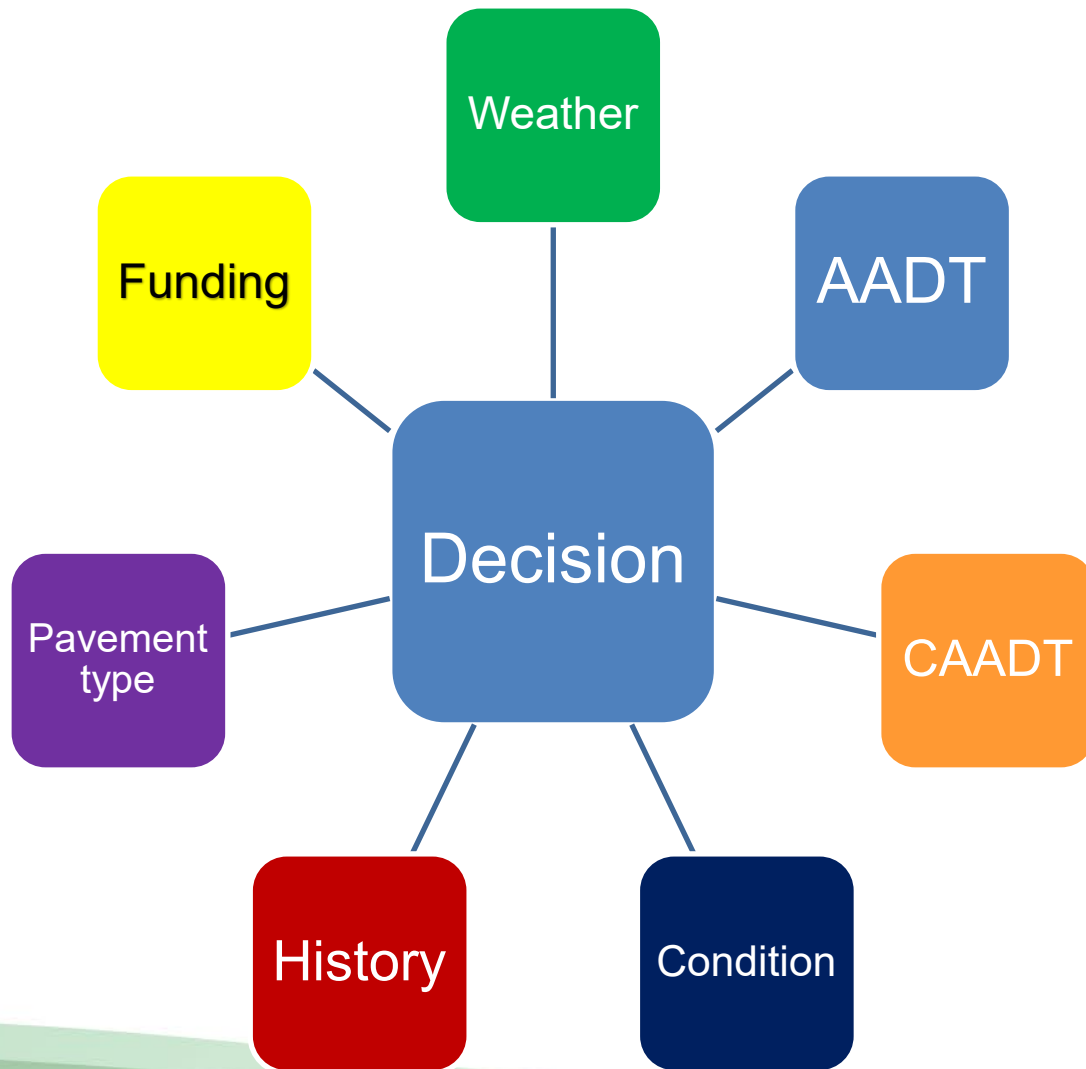 Weather
Funding
AADT
Decision
Pavement
type
CAADT
History
Condition